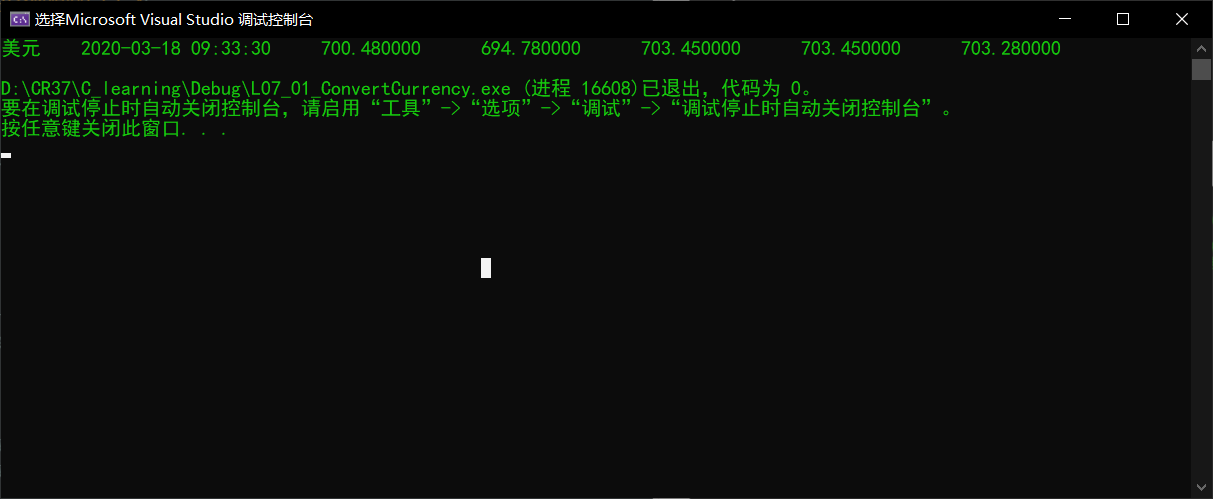 选择Microsoft Visual Studio 调试控制台
美元 2020-03-18 09:33:30 700.480000 694.780000 703.450000 703.450000 703.280000
D:\CR37\C_learning\Debug\L07_01_ConvertCurrency.exe (进程 16608)已退出，代码为 0。
要在调试停止时自动关闭控制台，请启用“工具”->“选项”->“调试”->“调试停止时自动关闭控制台”。
按任意键关闭此窗口. . .